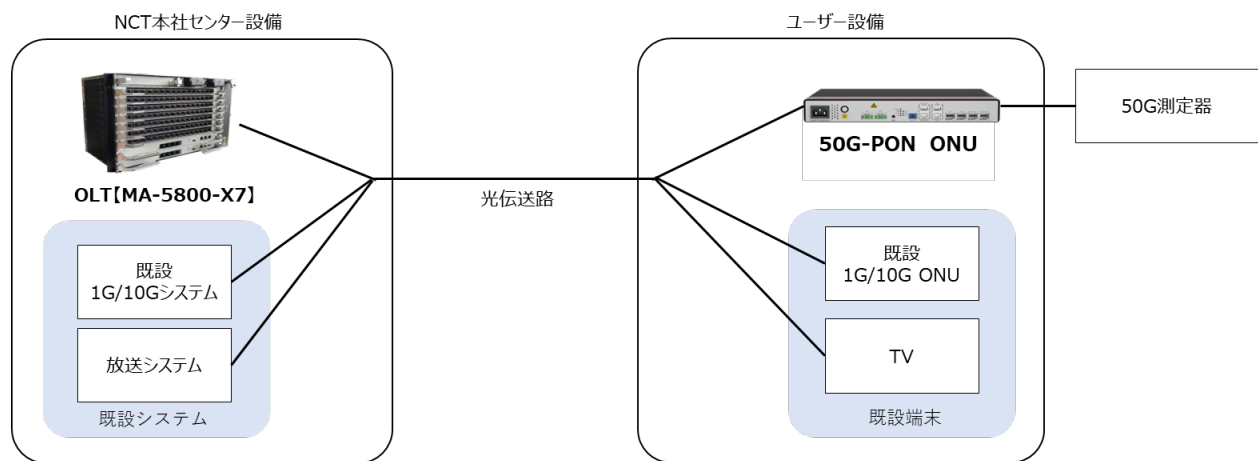 NCT本社センター設備
ユーザー設備
OLT【MA-5800-X7】
既設
1G/10Gシステム
放送システム
既設システム
光伝送路
50G-PON ONU
既設
1G/10G ONU
TV
既設端末
50G測定器